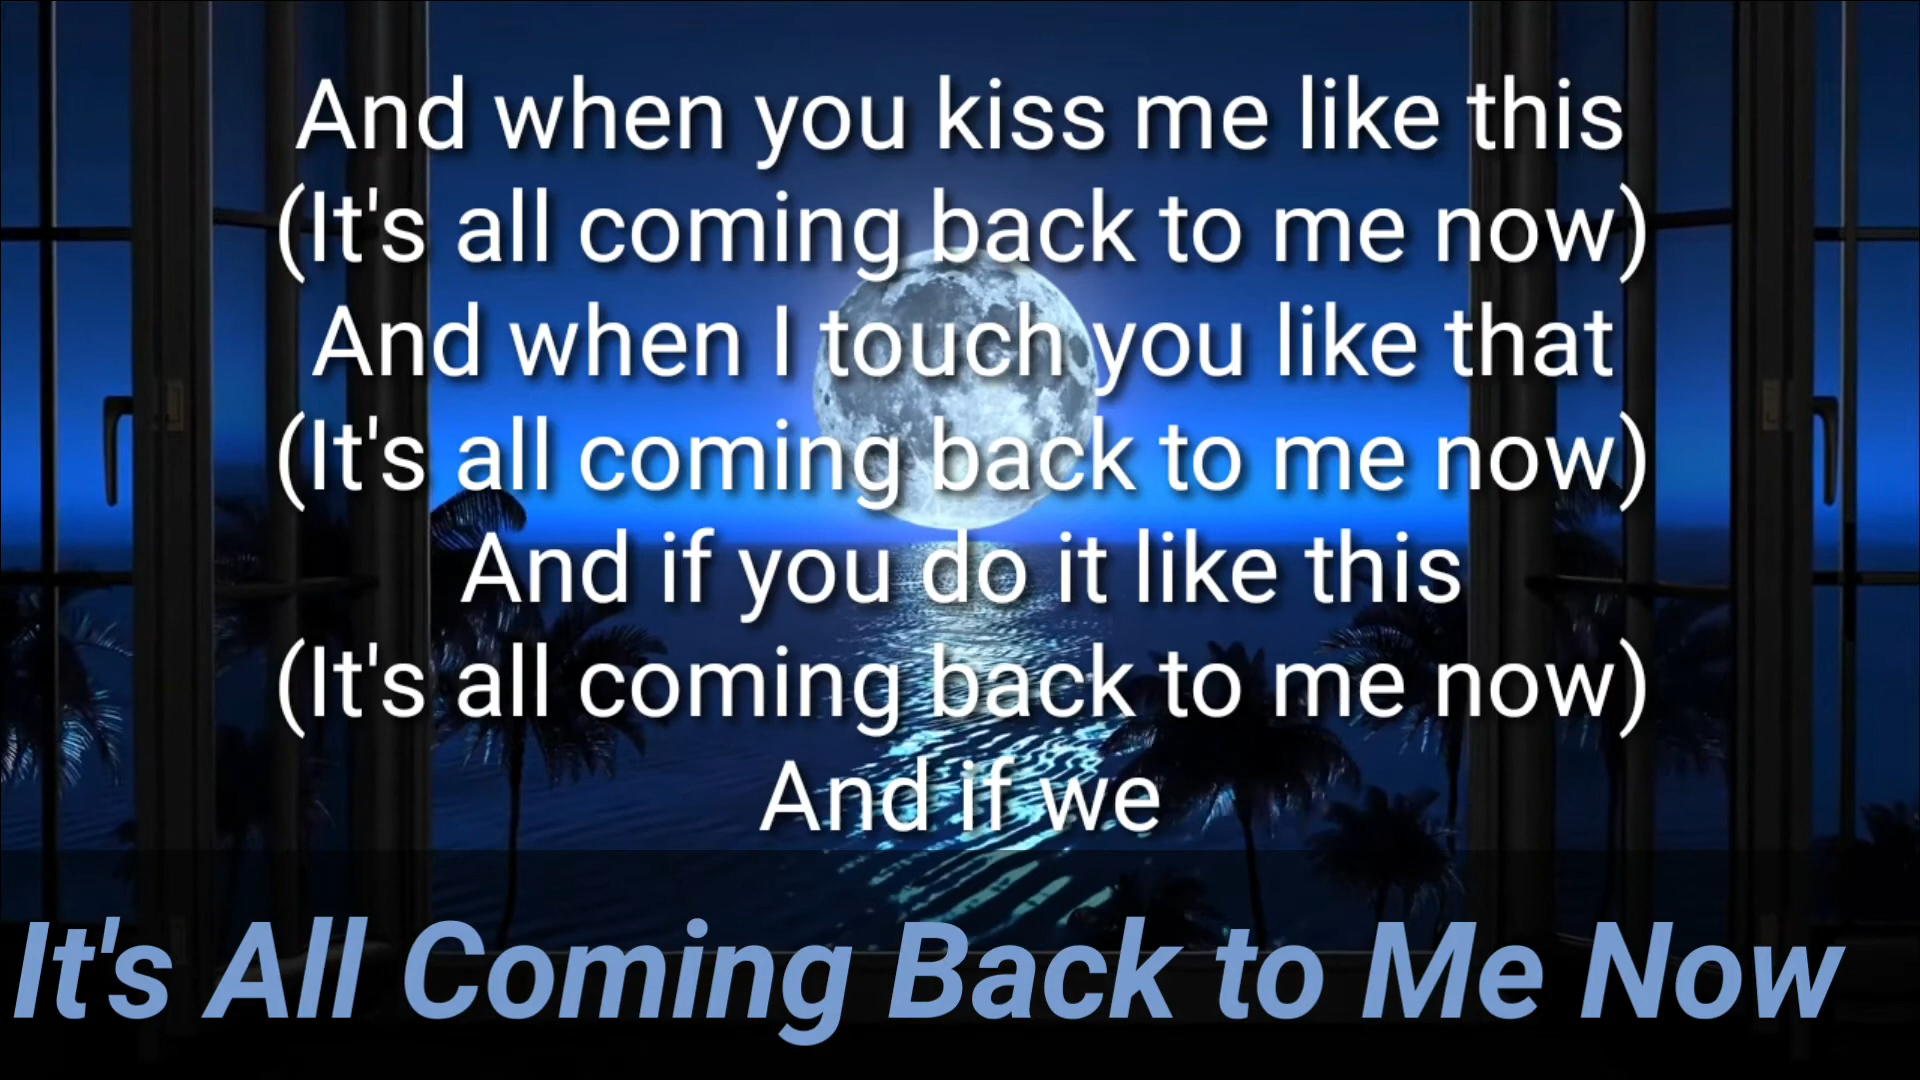 And when you kiss me like this
(It's all coming back to me now)
And when I touch you like that
(It's all coming back to me now)
And if you do it like this
(It's all coming back to me now)
And if we
It's All Coming Back to Me Now